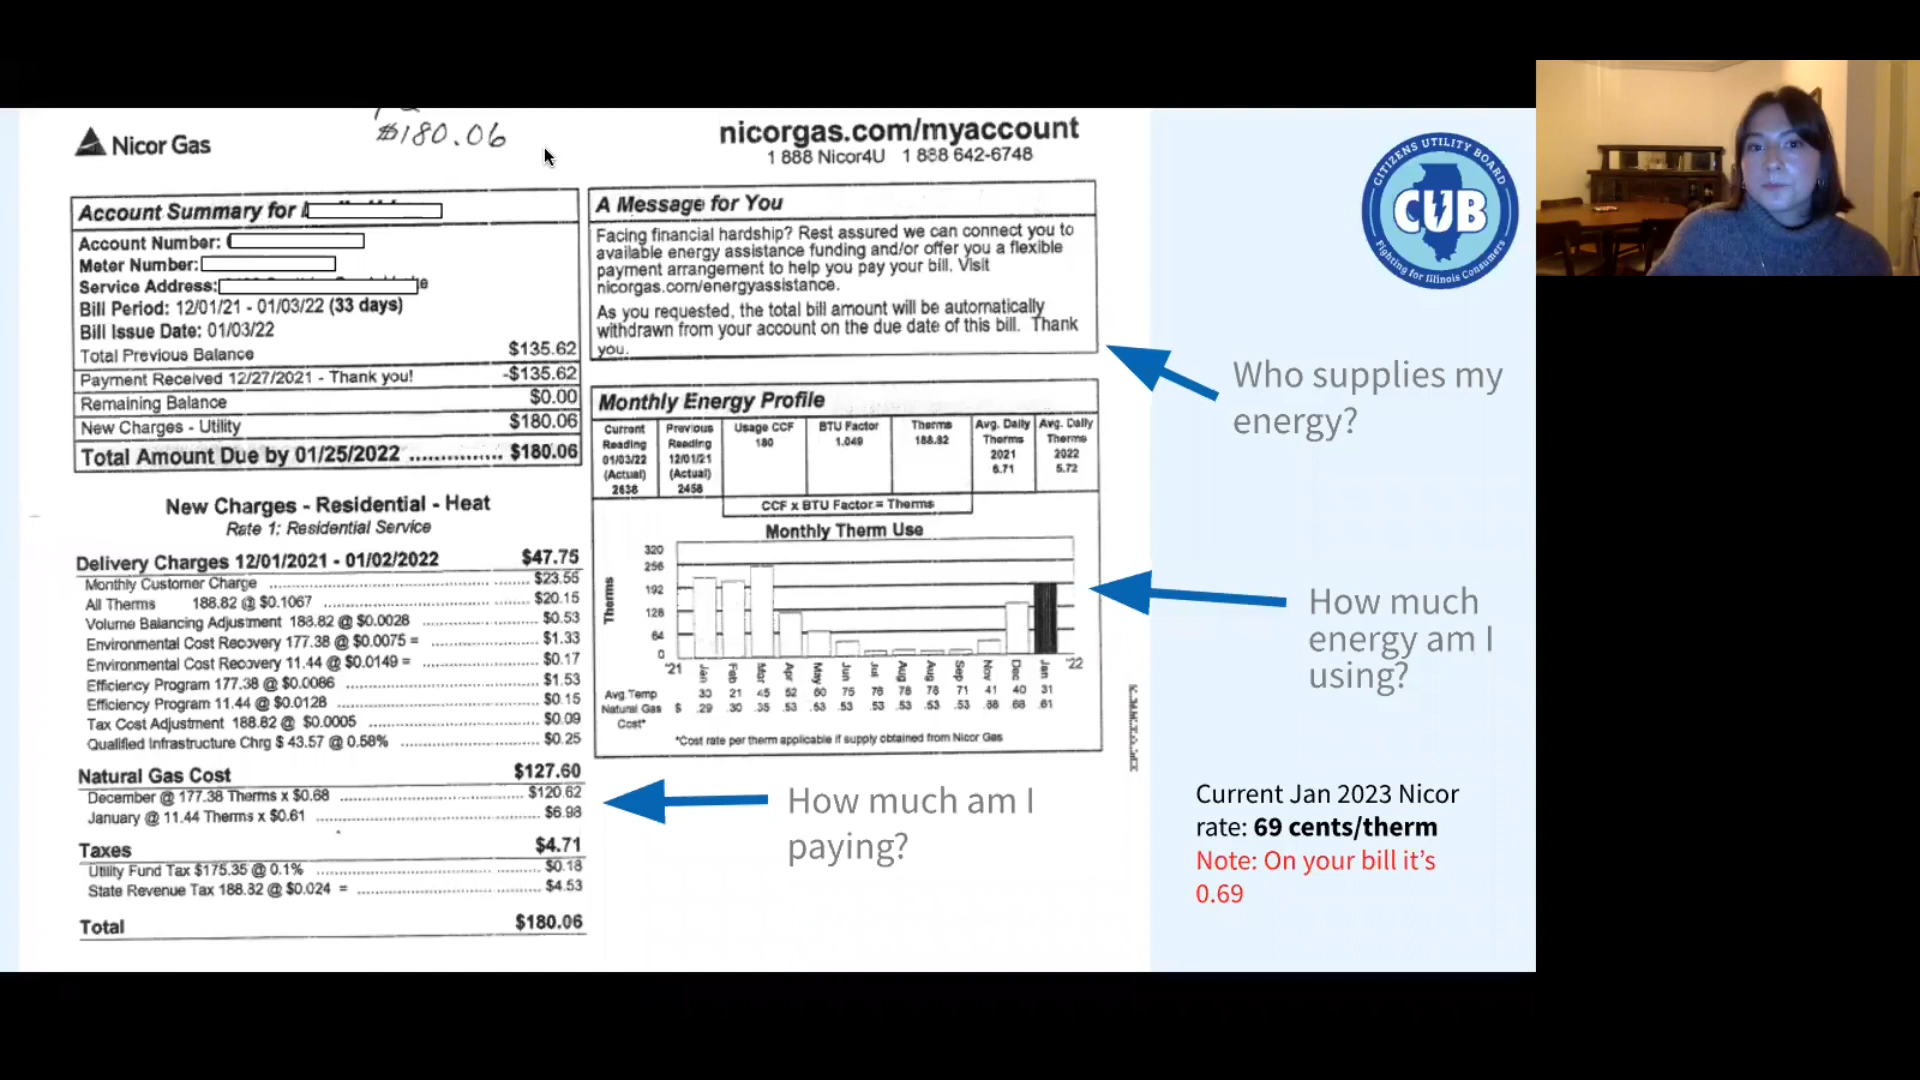 $180.06
Nicor Gas
nicorgas.com/myaccount
1 888 Nicor4U 1 888 642-6748
Account Summary for
Account Number:
Meter Number:
Service Address:
Bill Period: 12/01/21 - 01/03/22 (33 days)
Bill Issue Date: 01/03/22
Total Previous Balance $135.62
Payment Received 12/27/2021 - Thank you! -$135.62
Remaining Balance $0.00
New Charges - Utility $180.06
Total Amount Due by 01/25/2022 ............... $180.06
New Charges - Residential - Heat
Rate 1: Residential Service
Delivery Charges 12/01/2021 - 01/02/2022 $47.75
Monthly Customer Charge $23.55
All Therms 188.82 @ $0.1067 $20.15
Volume Balancing Adjustment 188.82 @ $0.0028 $0.53
Environmental Cost Recovery 177.38 @ $0.0075 = $1.33
Environmental Cost Recovery 11.44 @ $0.0149 = $0.17
Efficiency Program 177.38 @ $0.0086 $1.53
Efficiency Program 11.44 @ $0.0128 $0.15
Tax Cost Adjustment 188.82 @ $0.0005 $0.09
Qualified Infrastructure Chrg $ 43.57 @ 0.58% $0.25
Natural Gas Cost $127.60
December @ 177.38 Therms x $0.68 $120.62
January @ 11.44 Therms x $0.61 $6.98
Taxes $4.71
Utility Fund Tax $175.35 @ 0.1% $0.18
State Revenue Tax 188.82 @ $0.024 = $4.53
Total $180.06
A Message for You
Facing financial hardship? Rest assured we can connect you to
available energy assistance funding and/or offer you a flexible
payment arrangement to help you pay your bill. Visit
nicorgas.com/energyassistance.
As you requested, the total bill amount will be automatically
withdrawn from your account on the due date of this bill. Thank
you.
Monthly Energy Profile
Current Previous Usage CCF BTU Factor Therms Avg. Daily Avg. Daily
Reading Reading 180 1.049 188.82 Therms Therms
01/03/22 12/01/21 2021 2022
(Actual) (Actual) 6.71 5.72
2638 2458
CCF x BTU Factor = Therms
Monthly Therm Use
Therms
320
256
192
128
64
0
'21 Jan Feb Mar Apr May Jun Jul Aug Aug Sep Nov Dec Jan '22
Avg.Temp 30 21 45 52 60 75 76 78 78 71 41 40 31
Natural Gas $ .29 .30 .35 .53 .53 .53 .53 .53 .53 .53 .68 .61
Cost*
*Cost rate per therm applicable if supply obtained from Nicor Gas
CITIZENS UTILITY BOARD
CUB
Fighting for Illinois Consumers
Who supplies my
energy?
How much
energy am I
using?
How much am I
paying?
Current Jan 2023 Nicor
rate: 69 cents/therm
Note: On your bill it's
0.69